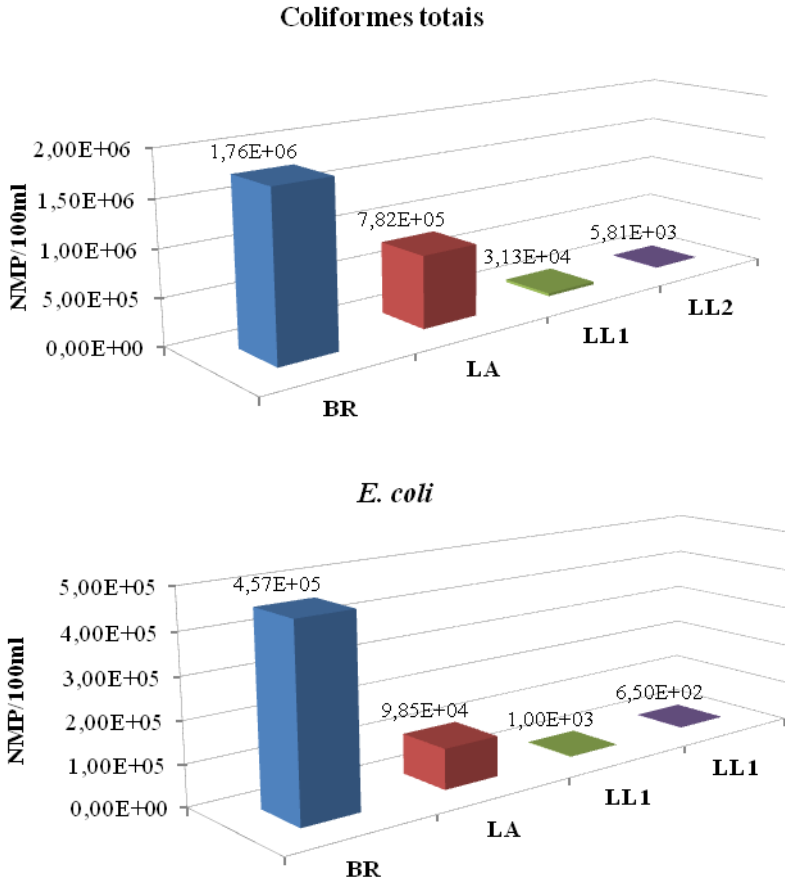 Coliformes totais
NMP/100ml
2,00E+06
1,50E+06
1,00E+06
5,00E+05
0,00E+00
1,76E+06
7,82E+05
3,13E+04
5,81E+03
BR
LA
LL1
LL2
E. coli
NMP/100ml
5,00E+05
4,00E+05
3,00E+05
2,00E+05
1,00E+05
0,00E+00
4,57E+05
9,85E+04
1,00E+03
6,50E+02
BR
LA
LL1
LL1